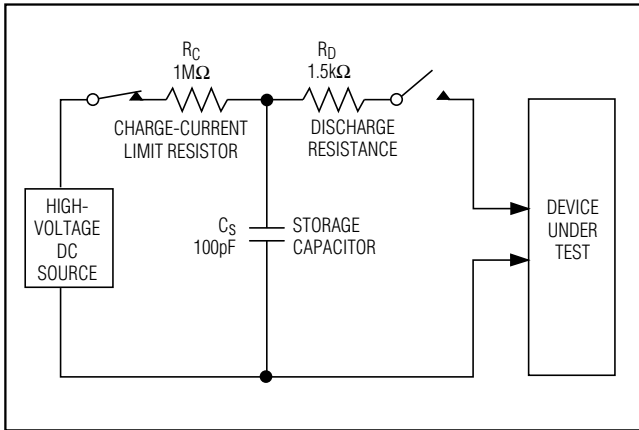 R_C
1MΩ
CHARGE-CURRENT
LIMIT RESISTOR
R_D
1.5kΩ
DISCHARGE
RESISTANCE
HIGH-
VOLTAGE
DC
SOURCE
C_S
100pF
STORAGE
CAPACITOR
DEVICE
UNDER
TEST